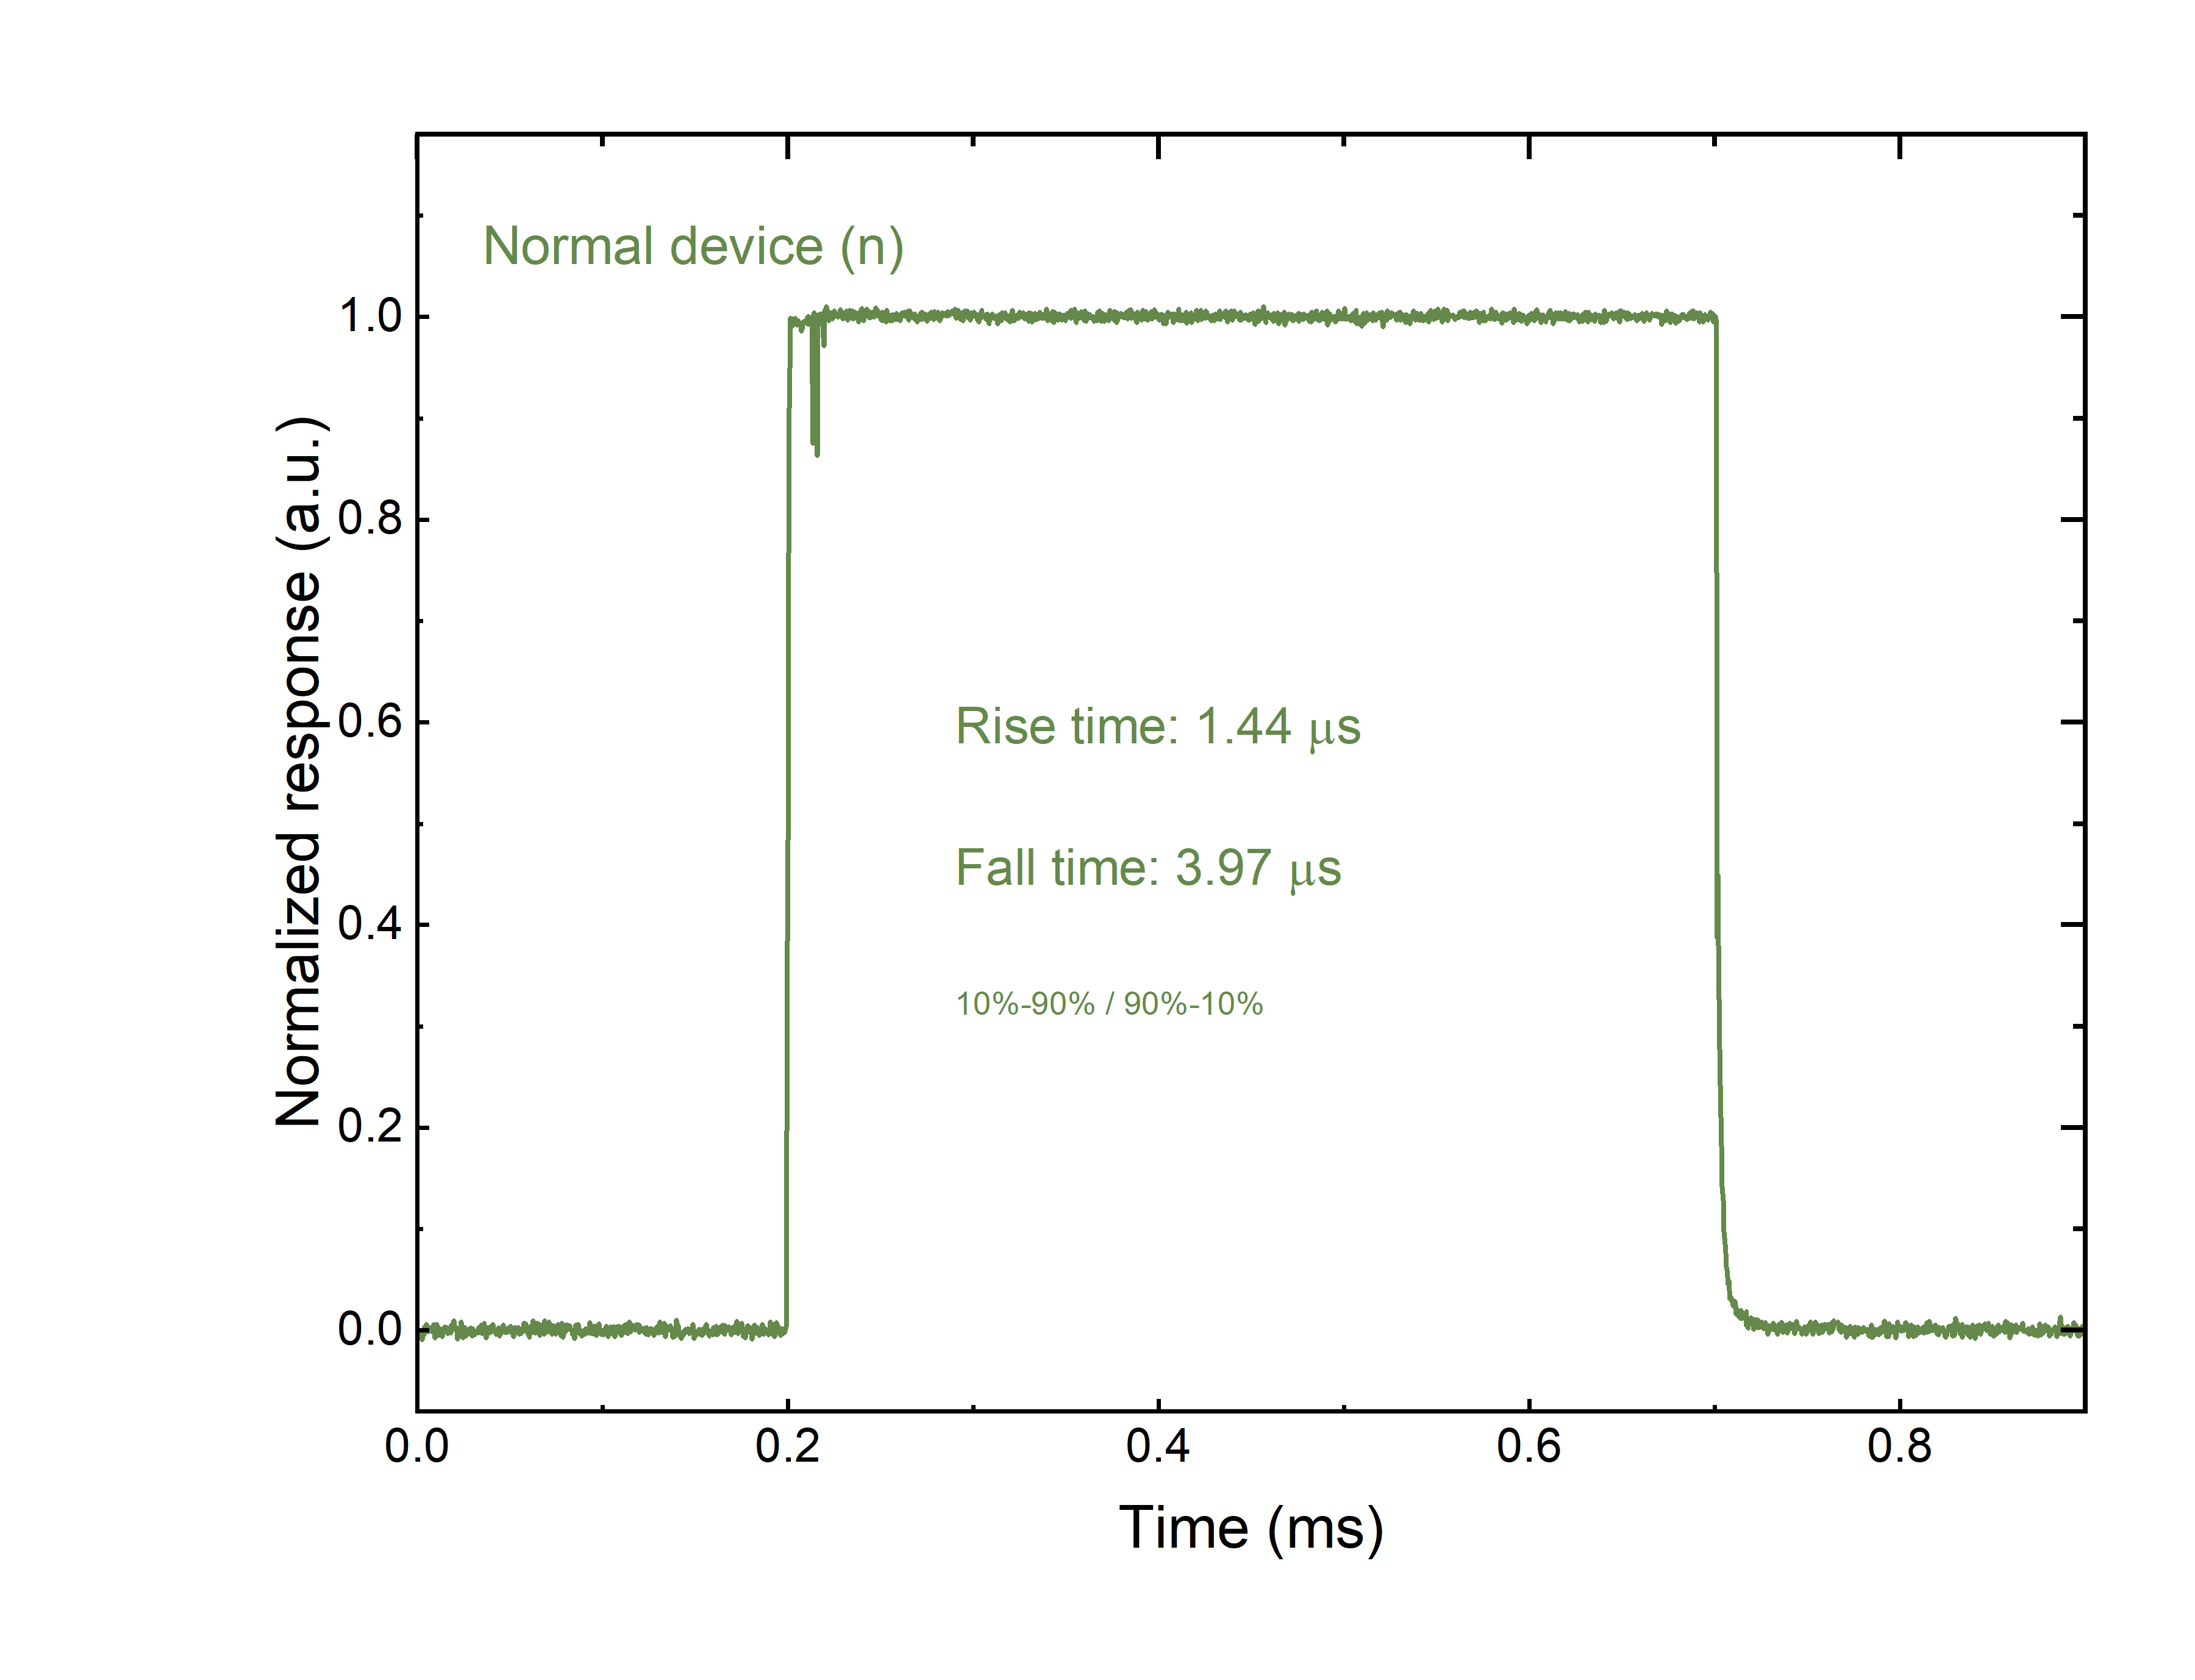 Normal device (n)
1.0
0.8
0.6
0.4
0.2
0.0
Normalized response (a.u.)
Rise time: 1.44 μs
Fall time: 3.97 μs
10%-90% / 90%-10%
0.0 0.2 0.4 0.6 0.8
Time (ms)